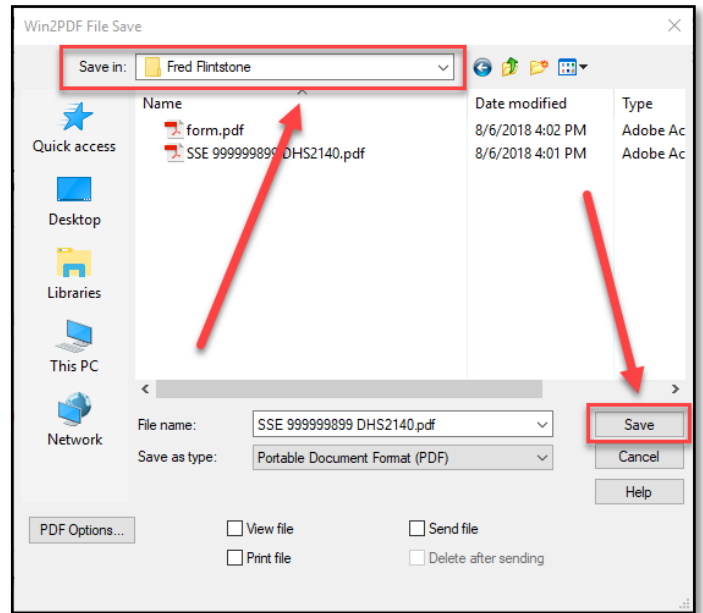 Win2PDF File Save
Save in: Fred Flintstone
Name Date modified Type
form.pdf 8/6/2018 4:02 PM Adobe Ac
SSE 999999899 DHS2140.pdf 8/6/2018 4:01 PM Adobe Ac
Quick access
Desktop
Libraries
This PC
Network
File name: SSE 999999899 DHS2140.pdf Save
Save as type: Portable Document Format (PDF) Cancel
Help
PDF Options... View file Send file
Print file Delete after sending